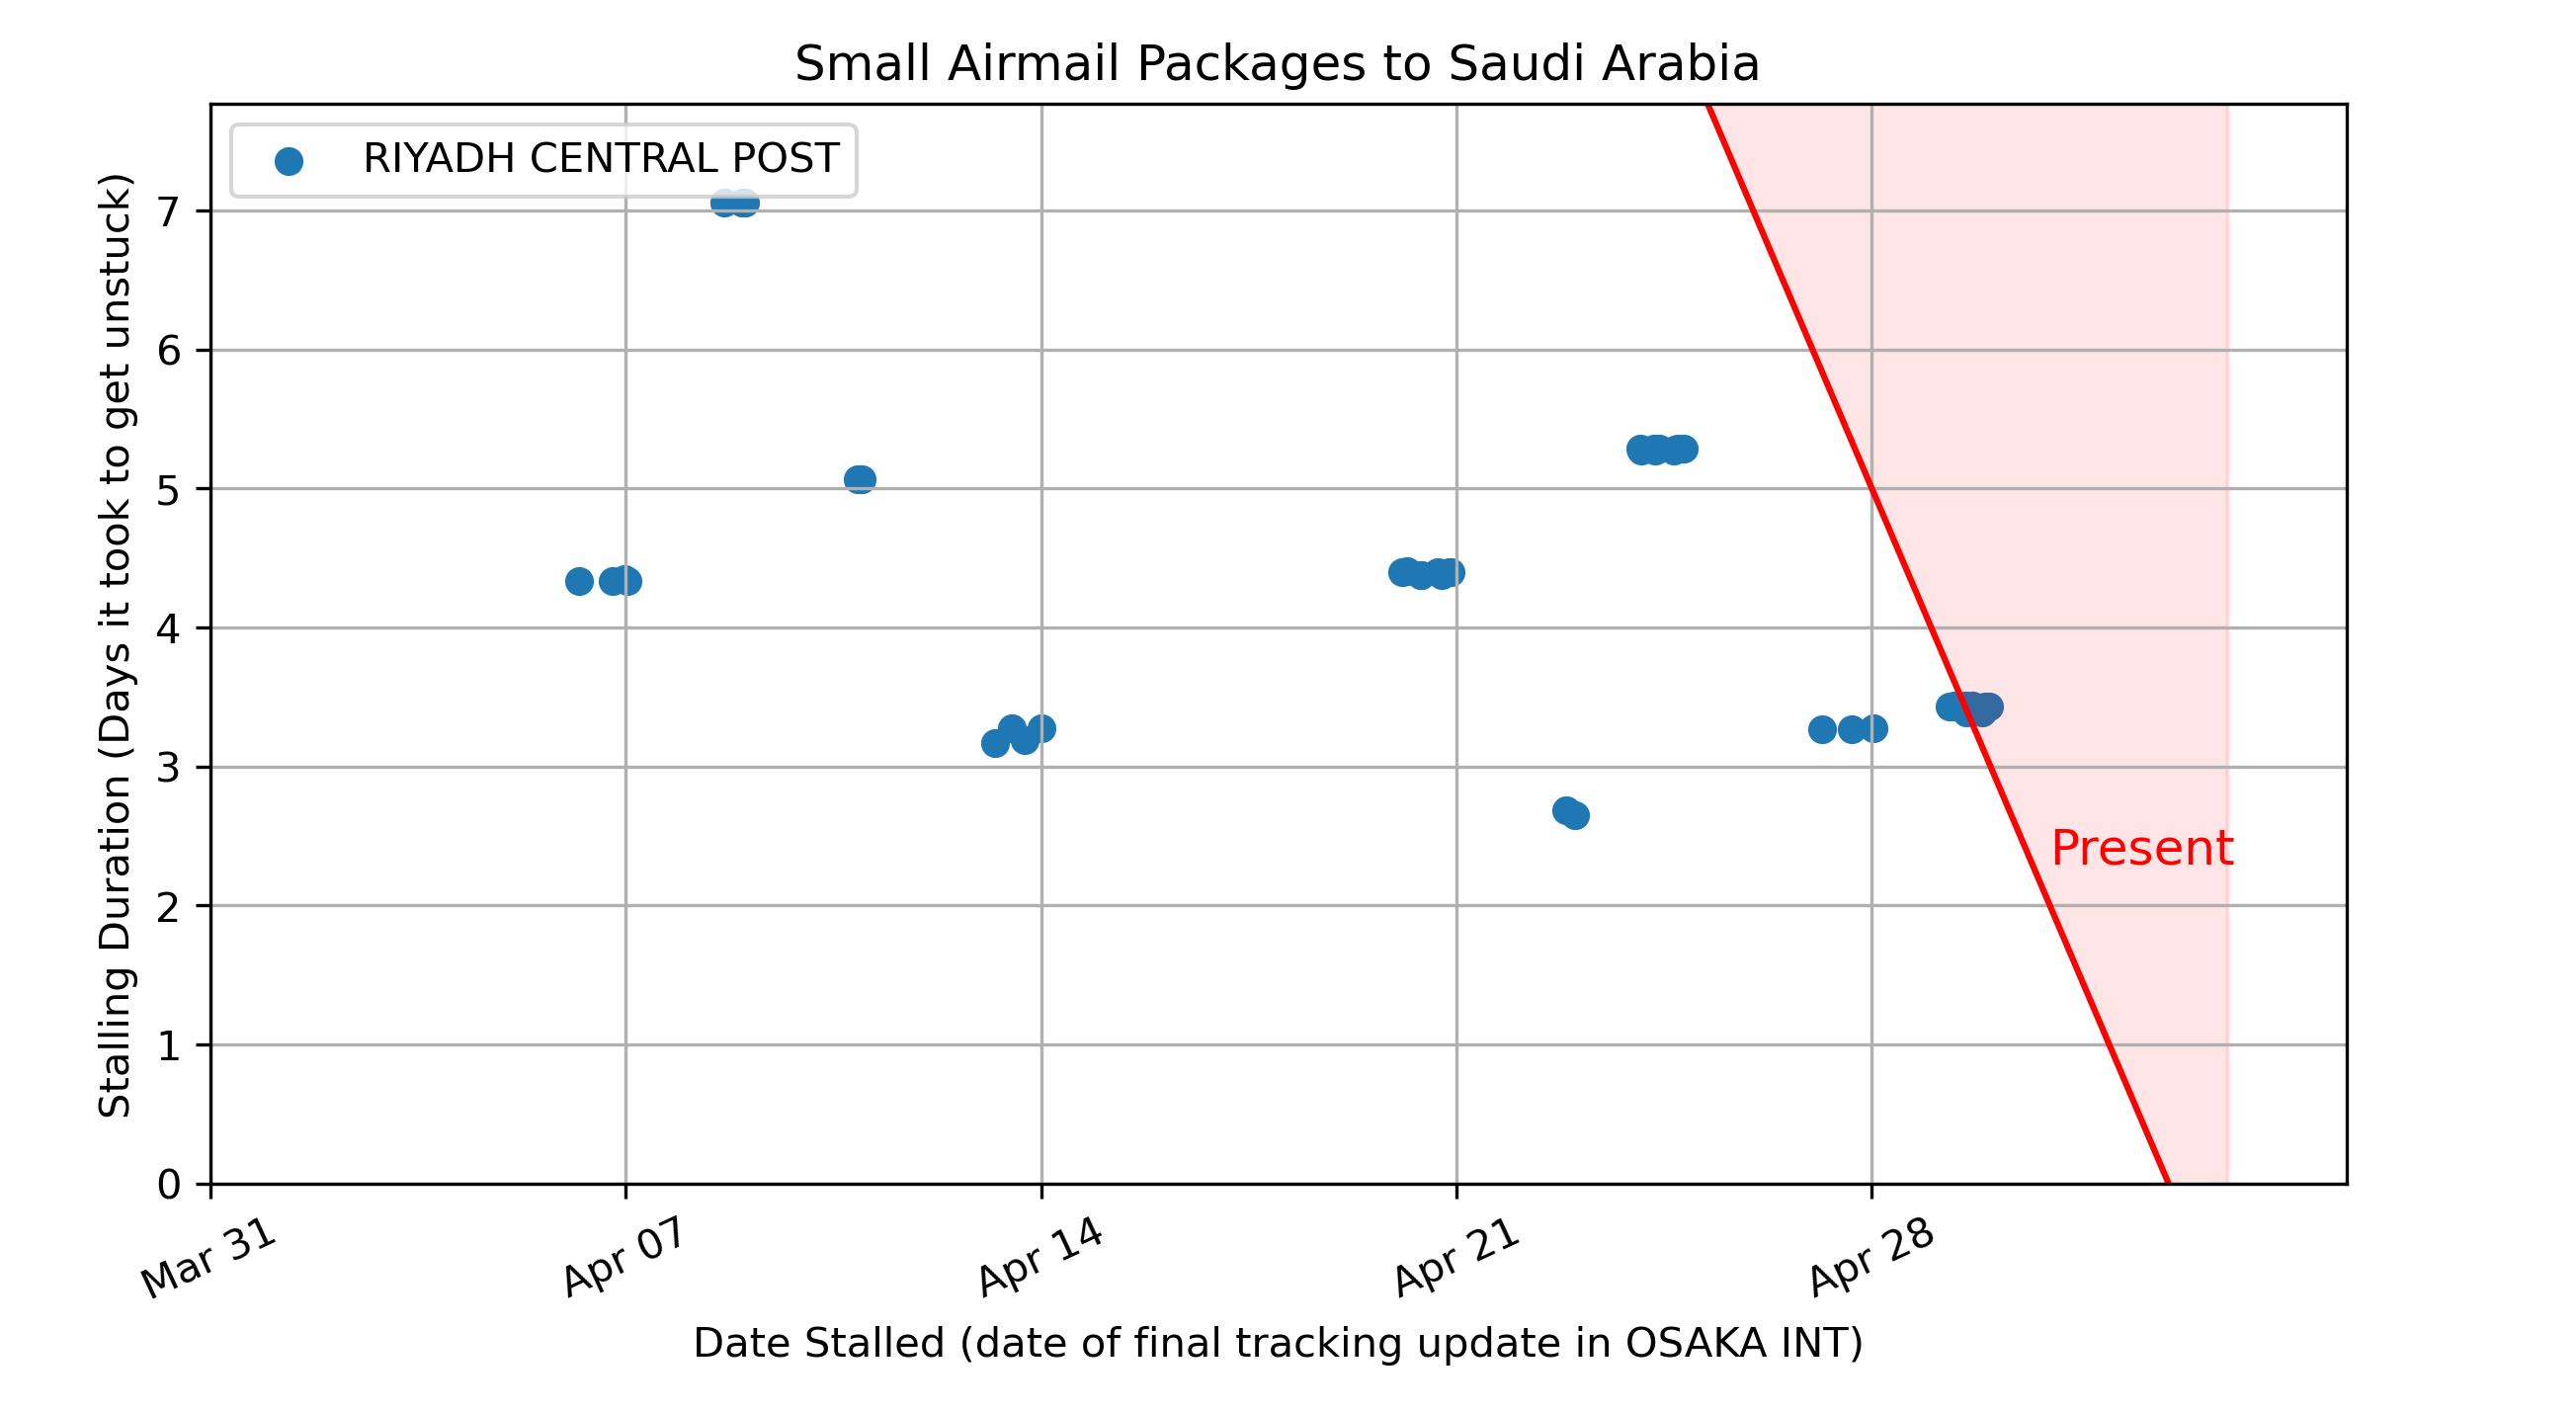 Small Airmail Packages to Saudi Arabia
RIYADH CENTRAL POST
Stalling Duration (Days it took to get unstuck)
7
6
5
4
3
2
1
0
Present
Mar 31
Apr 07
Apr 14
Apr 21
Apr 28
Date Stalled (date of final tracking update in OSAKA INT)